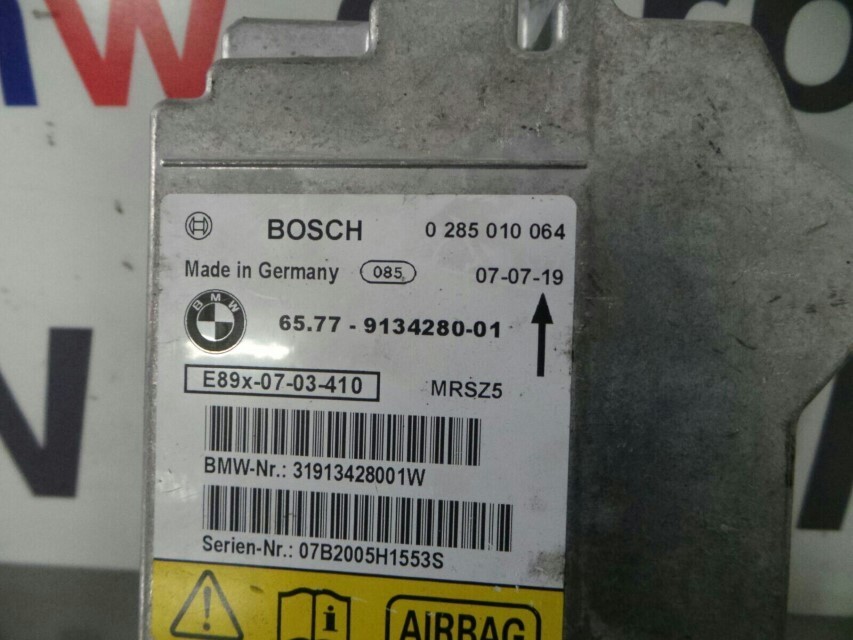 BOSCH 0 285 010 064
Made in Germany 085 07-07-19
BMW 65.77 - 9134280-01
E89x-07-03-410 MRSZ5
BMW-Nr.: 31913428001W
Serien-Nr.: 07B2005H1553S
AIRBAG